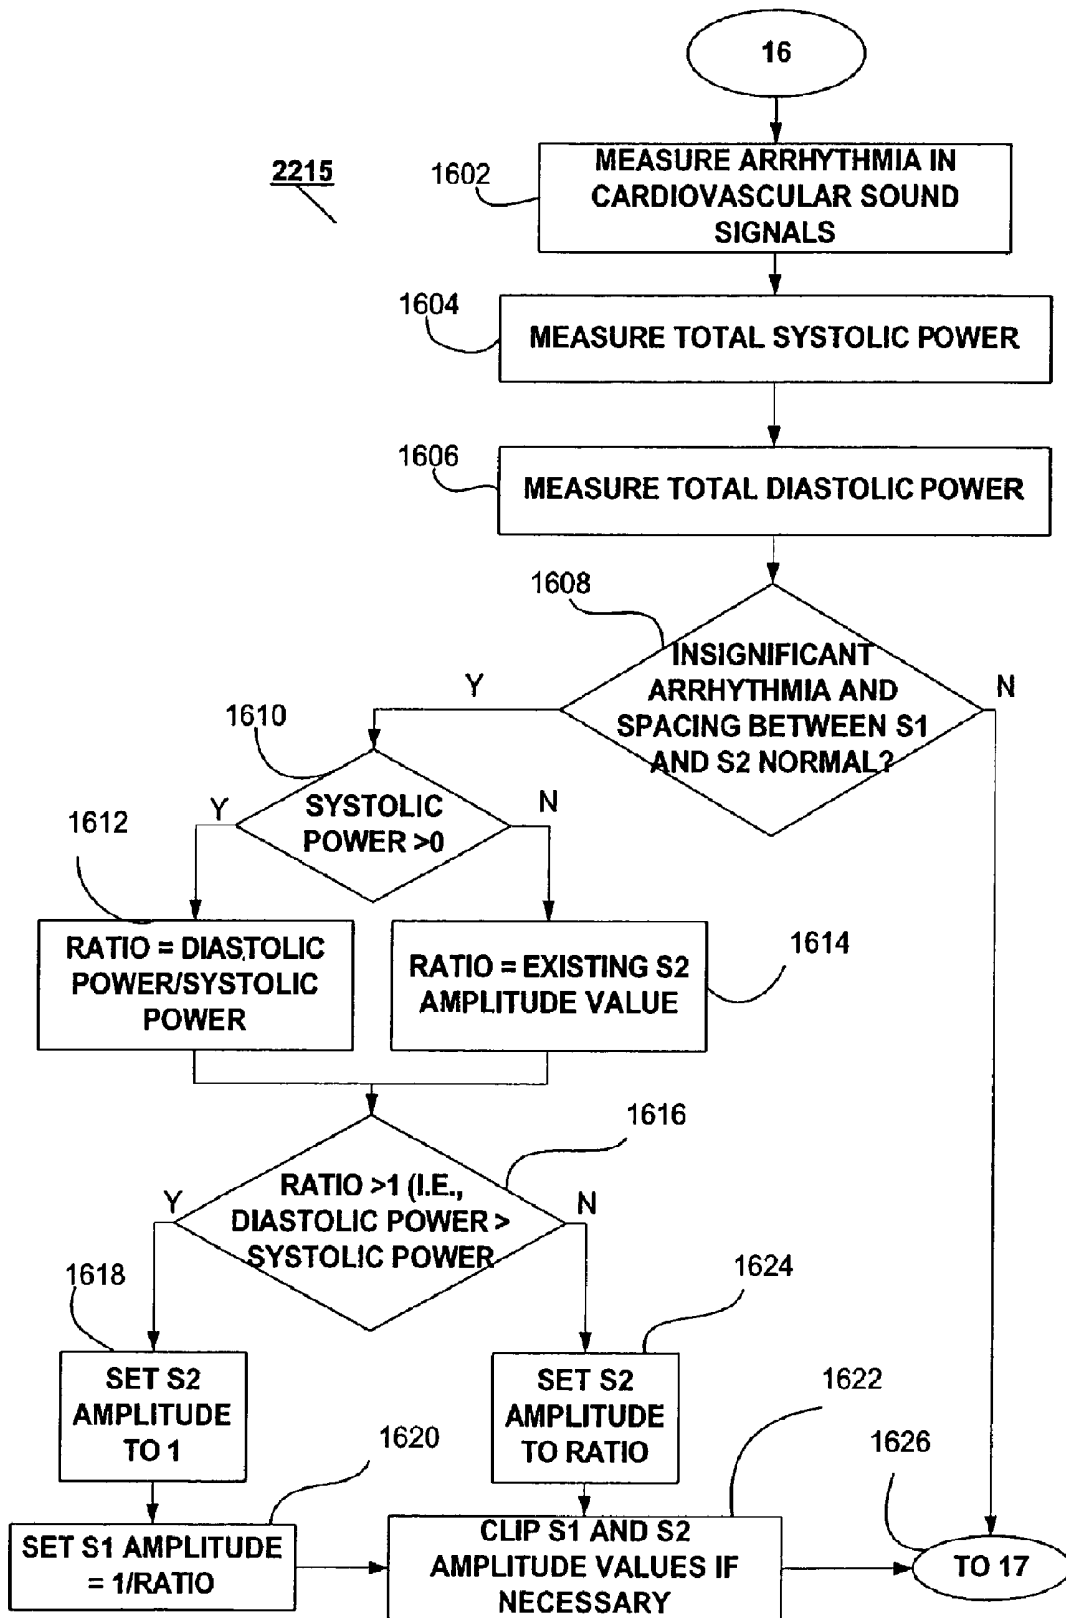 16
2215
1602
MEASURE ARRHYTHMIA IN
CARDIOVASCULAR SOUND
SIGNALS
1604
MEASURE TOTAL SYSTOLIC POWER
1606
MEASURE TOTAL DIASTOLIC POWER
1608
INSIGNIFICANT
ARRHYTHMIA AND
SPACING BETWEEN S1
AND S2 NORMAL?
Y
N
1610
SYSTOLIC
POWER >0
Y
N
1612
RATIO = DIASTOLIC
POWER/SYSTOLIC
POWER
RATIO = EXISTING S2
AMPLITUDE VALUE
1614
1616
RATIO >1 (I.E.,
DIASTOLIC POWER >
SYSTOLIC POWER
Y
N
1618
SET S2
AMPLITUDE
TO 1
1624
SET S2
AMPLITUDE
TO RATIO
1620
SET S1 AMPLITUDE
= 1/RATIO
1622
CLIP S1 AND S2
AMPLITUDE VALUES IF
NECESSARY
1626
TO 17